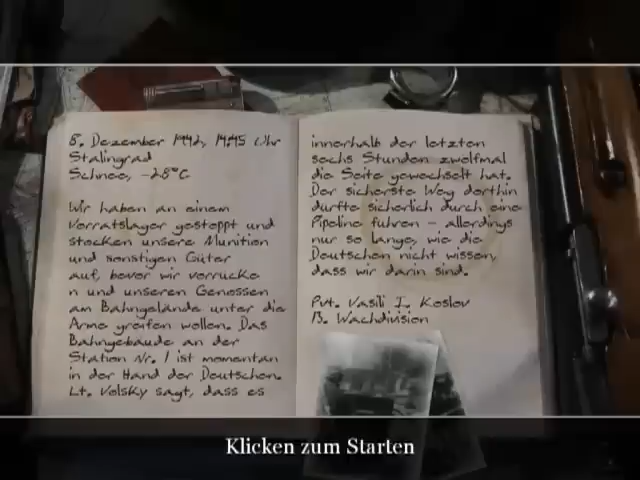 8. Dezember 1942, 14:45 Uhr
Stalingrad
Schnee, -28°C
Wir haben an einem
Vorratslager gestoppt und
stocken unsere Munition
und sonstigen Güter
auf, bevor wir vorrücke
n und unseren Genossen
am Bahngelände unter die
Arme greifen wollen. Das
Bahngebäude an der
Station Nr. 1 ist momentan
in der Hand der Deutschen.
Lt. Volsky sagt, dass es
innerhalb der letzten
sechs Stunden zwölfmal
die Seite gewechselt hat.
Der sicherste Weg dorthin
dürfte sicherlich durch eine
Pipeline führen - allerdings
nur so lange, wie die
Deutschen nicht wissen,
dass wir darin sind.
Pvt. Vasili I. Koslov
13. Wachdivision
Klicken zum Starten